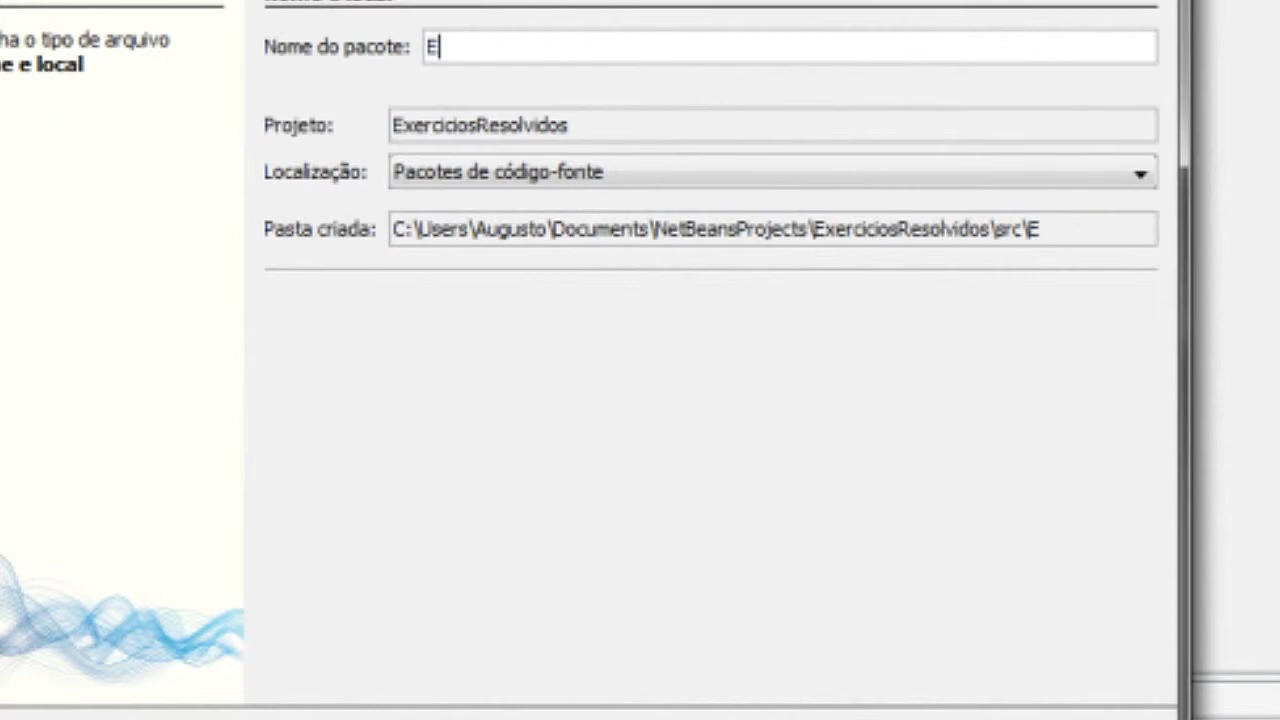 ha o tipo de arquivo
e e local
Nome do pacote: E
Projeto: ExerciciosResolvidos
Localização: Pacotes de código-fonte
Pasta criada: C:\Users\Augusto\Documents\NetBeansProjects\ExerciciosResolvidos\src\E